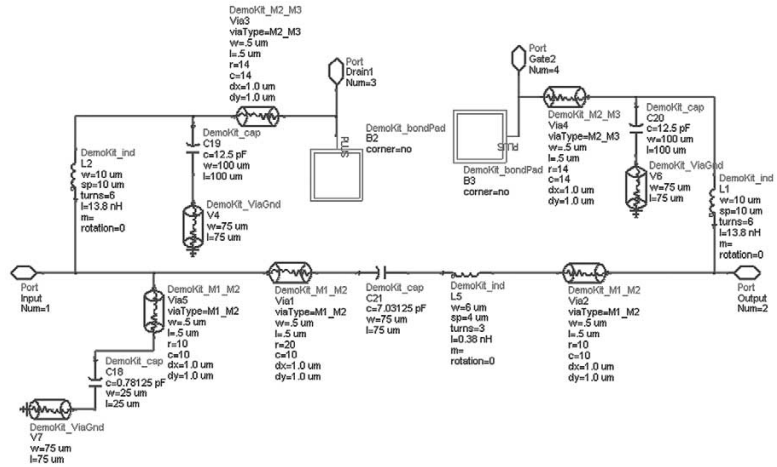 DemoKit_M2_M3
Via3
viaType=M2_M3
w=.5 um
l=.5 um
r=14
c=14
dx=1.0 um
dy=1.0 um
Port
Drain1
Num=3
Port
Gate2
Num=4
DemoKit_cap
C19
c=12.5 pF
w=100 um
l=100 um
DemoKit_bondPad
B2
corner=no
PLUS
DemoKit_bondPad
B3
corner=no
PLUS
DemoKit_M2_M3
Via4
viaType=M2_M3
w=.5 um
l=.5 um
r=14
c=14
dx=1.0 um
dy=1.0 um
DemoKit_cap
C20
c=12.5 pF
w=100 um
l=100 um
DemoKit_ViaGnd
V6
w=75 um
l=75 um
DemoKit_ind
L2
w=10 um
sp=10 um
turns=6
l=13.8 nH
m=
rotation=0
DemoKit_ViaGnd
V4
w=75 um
l=75 um
DemoKit_ind
L1
w=10 um
sp=10 um
turns=6
l=13.8 nH
m=
rotation=0
Port
Input
Num=1
DemoKit_M1_M2
Via5
viaType=M1_M2
w=.5 um
l=.5 um
r=10
c=10
dx=1.0 um
dy=1.0 um
DemoKit_M1_M2
Via1
viaType=M1_M2
w=.5 um
l=.5 um
r=20
c=10
dx=1.0 um
dy=1.0 um
DemoKit_cap
C21
c=7.03125 pF
w=75 um
l=75 um
DemoKit_ind
L5
w=6 um
sp=4 um
turns=3
l=0.38 nH
m=
rotation=0
DemoKit_M1_M2
Via2
viaType=M1_M2
w=.5 um
l=.5 um
r=10
c=10
dx=1.0 um
dy=1.0 um
Port
Output
Num=2
DemoKit_cap
C18
c=0.78125 pF
w=25 um
l=25 um
DemoKit_ViaGnd
V7
w=75 um
l=75 um